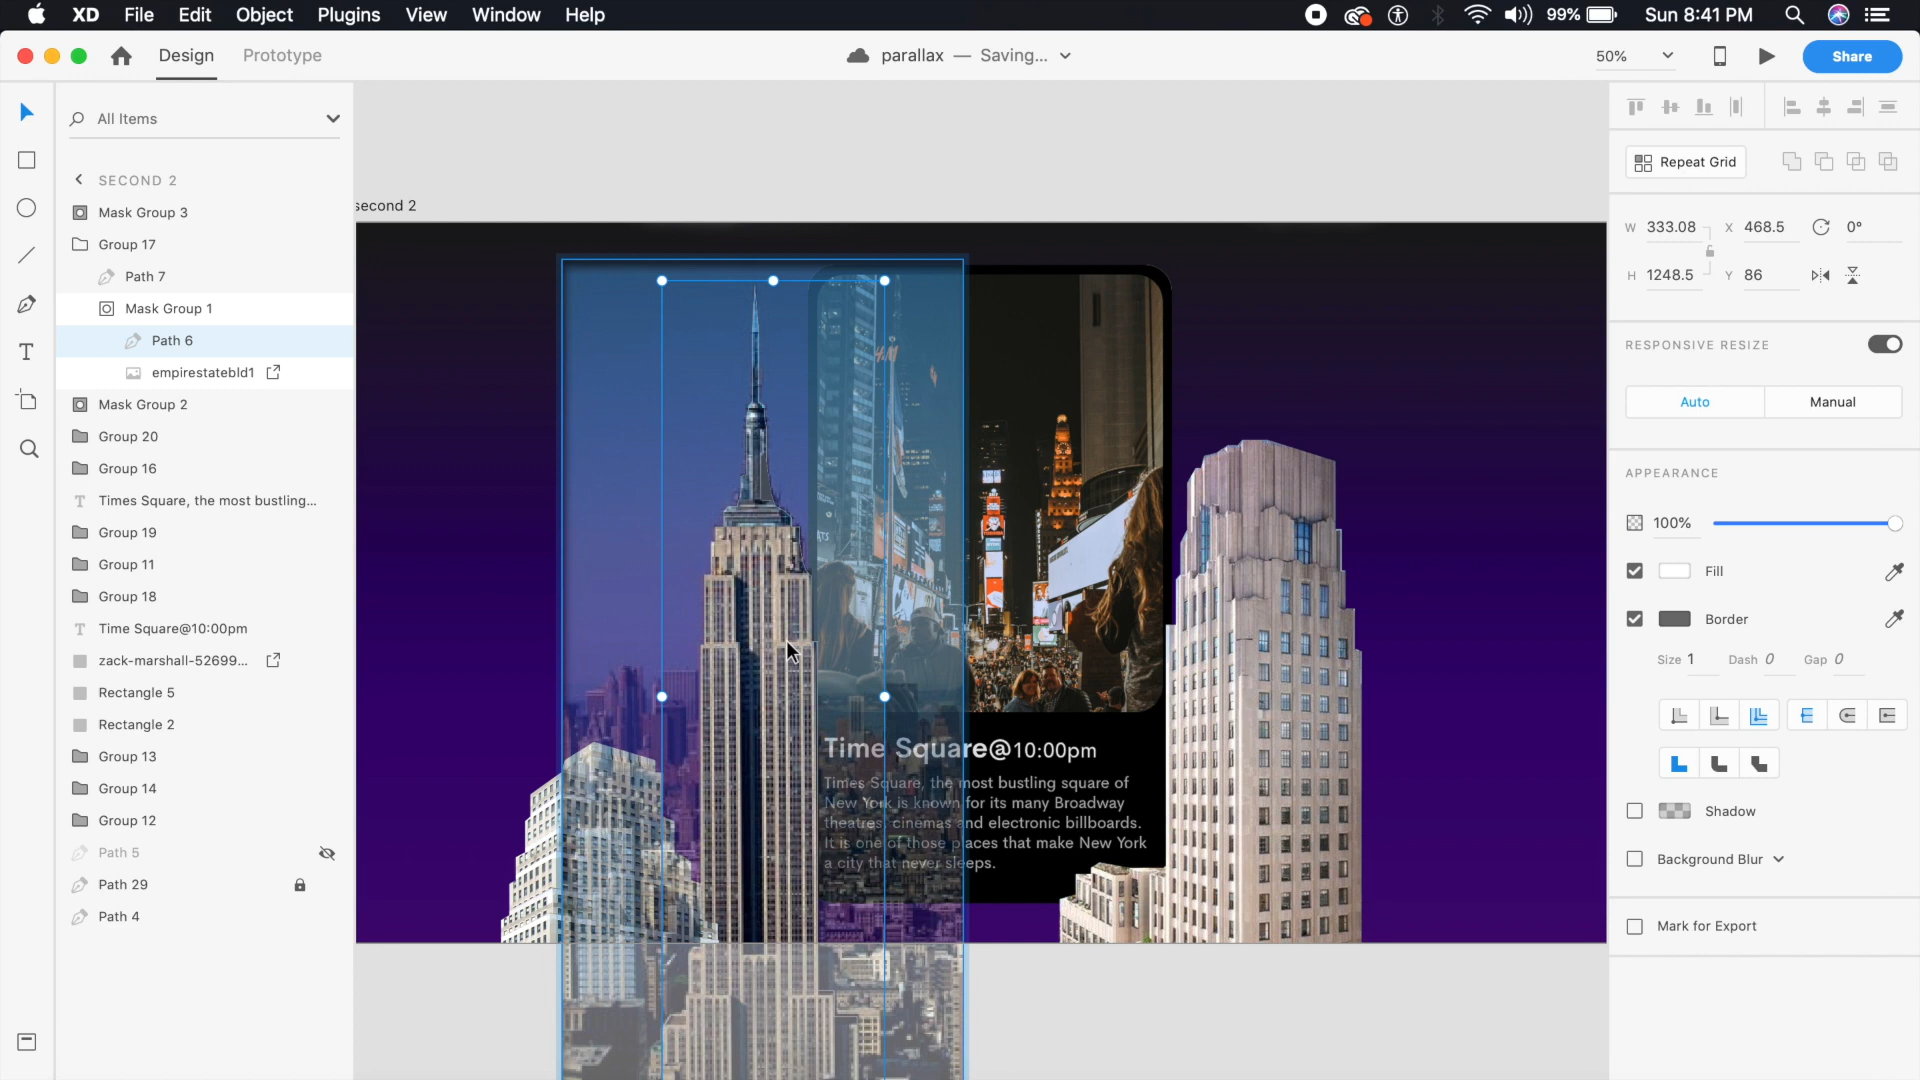 XD File Edit Object Plugins View Window Help
99% Sun 8:41 PM
Design Prototype
parallax — Saving...
50%
Share
All Items
SECOND 2
Mask Group 3
Group 17
Path 7
Mask Group 1
Path 6
empirestatebld1
Mask Group 2
Group 20
Group 16
Times Square, the most bustling...
Group 19
Group 11
Group 18
Time Square@10:00pm
zack-marshall-52699...
Rectangle 5
Rectangle 2
Group 13
Group 14
Group 12
Path 5
Path 29
Path 4
second 2
H&M
Time Square@10:00pm
Times Square, the most bustling square of
New York is known for its many Broadway
theatres, cinemas and electronic billboards.
It is one of those places that make New York
a city that never sleeps.
Repeat Grid
W 333.08 X 468.5 0°
H 1248.5 Y 86
RESPONSIVE RESIZE
Auto Manual
APPEARANCE
100%
Fill
Border
Size 1 Dash 0 Gap 0
Shadow
Background Blur
Mark for Export